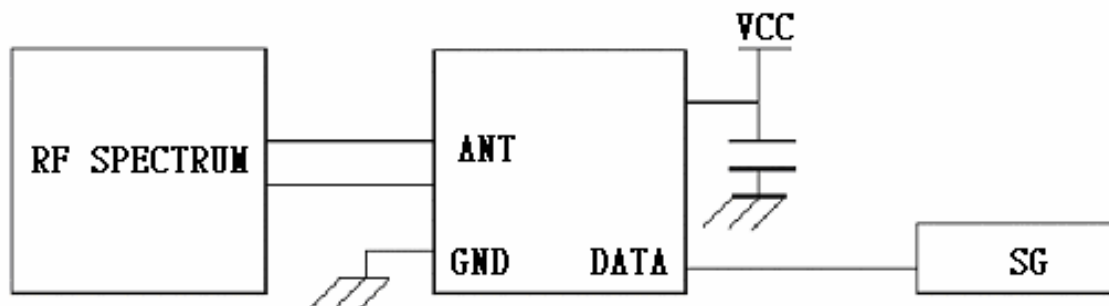 VCC
RF SPECTRUM
ANT
GND
DATA
SG